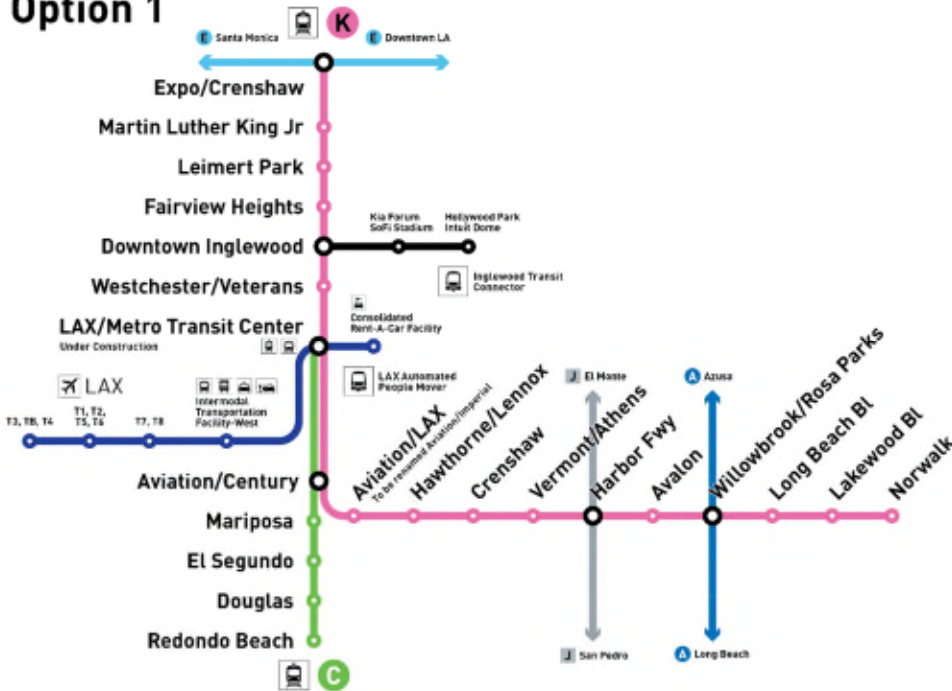 Option 1
K
E Santa Monica
E Downtown LA
Expo/Crenshaw
Martin Luther King Jr
Leimert Park
Fairview Heights
Kia Forum
SoFi Stadium
Hollywood Park
Intuit Dome
Downtown Inglewood
Inglewood Transit
Connector
Westchester/Veterans
LAX/Metro Transit Center
Under Construction
Consolidated
Rent-A-Car Facility
LAX Automated
People Mover
LAX
T3, TB, T4
T1, T2,
T5, T6
T7, T8
Intermodal
Transportation
Facility-West
J El Monte
A Azusa
Aviation/LAX
To be renamed Aviation/Imperial
Hawthorne/Lennox
Crenshaw
Vermont/Athens
Harbor Fwy
Avalon
Willowbrook/Rosa Parks
Long Beach Bl
Lakewood Bl
Norwalk
Aviation/Century
Mariposa
El Segundo
Douglas
Redondo Beach
J San Pedro
A Long Beach
C